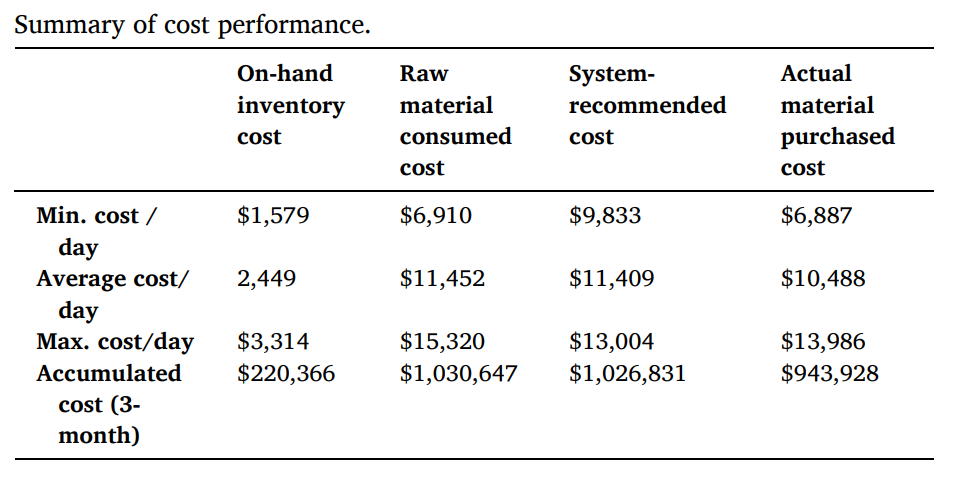 Summary of cost performance.
On-hand inventory cost Raw material consumed cost System-recommended cost Actual material purchased cost
Min. cost / day $1,579 $6,910 $9,833 $6,887
Average cost/ day 2,449 $11,452 $11,409 $10,488
Max. cost/day $3,314 $15,320 $13,004 $13,986
Accumulated cost (3-month) $220,366 $1,030,647 $1,026,831 $943,928